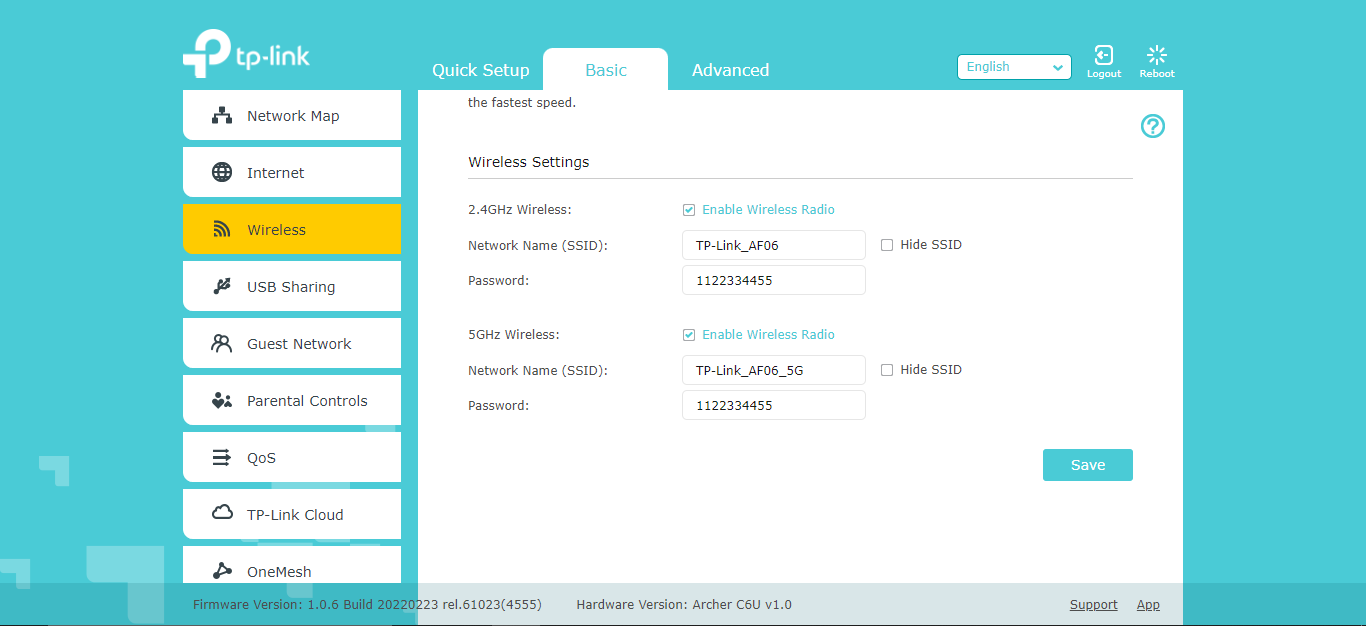 tp-link
Quick Setup
Basic
Advanced
English
Logout
Reboot
Network Map
Internet
Wireless
USB Sharing
Guest Network
Parental Controls
QoS
TP-Link Cloud
OneMesh
the fastest speed.
?
Wireless Settings
2.4GHz Wireless: Enable Wireless Radio
Network Name (SSID): TP-Link_AF06 Hide SSID
Password: 1122334455
5GHz Wireless: Enable Wireless Radio
Network Name (SSID): TP-Link_AF06_5G Hide SSID
Password: 1122334455
Save
Firmware Version: 1.0.6 Build 20220223 rel.61023(4555) Hardware Version: Archer C6U v1.0 Support App